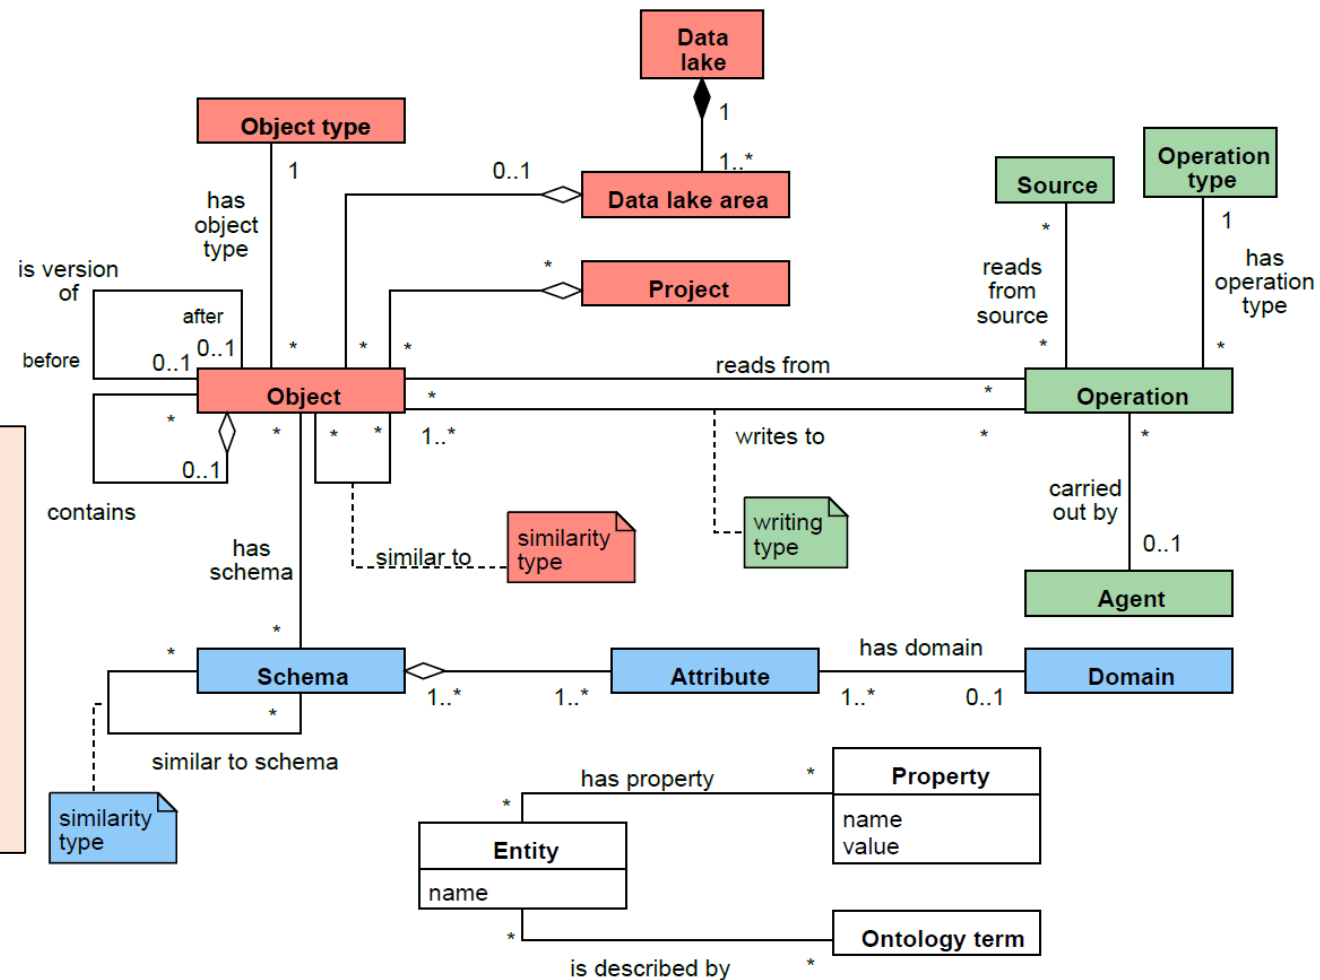 Data
lake
1
1..*
Object type
1
has
object
type
0..1
Data lake area
*
Project
Source
Operation
type
*
reads
from
source
*
1
has
operation
type
*
is version
of
after
0..1
before
0..1
*
*
*
Object
reads from
*
*
Operation
*
0..1
contains
*
*
*
1..*
writes to
*
*
carried
out by
0..1
writing
type
similarity
type
similar to
has
schema
*
Agent
*
Schema
1..*
1..*
Attribute
has domain
1..*
0..1
Domain
*
similar to schema
similarity
type
has property
*
*
Property
name
value
Entity
name
*
is described by
*
Ontology term